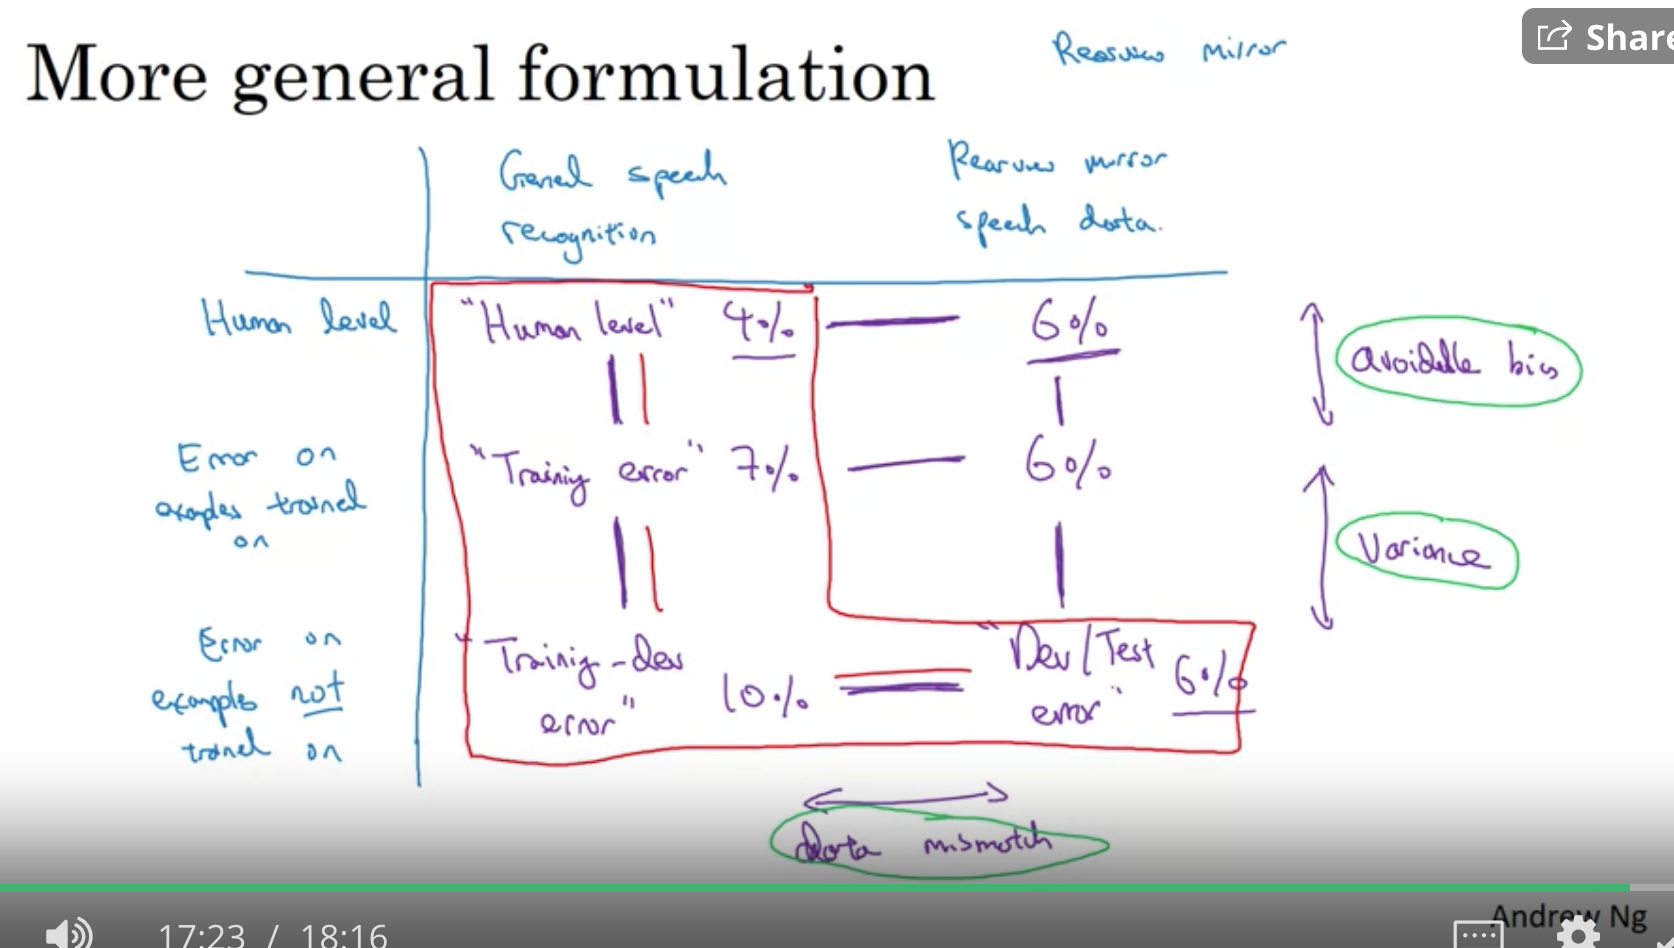 More general formulation
Rearview mirror
Share
General speech
recognition
Rearview mirror
speech data.
Human level
"Human level" 4%
6%
avoidable bias
Error on
examples trained
on
"Training error" 7%
6%
Variance
Error on
examples not
trained on
"Training-dev
error"
10%
"Dev/Test
error"
6%
data mismatch
Andrew Ng
17:23 / 18:16